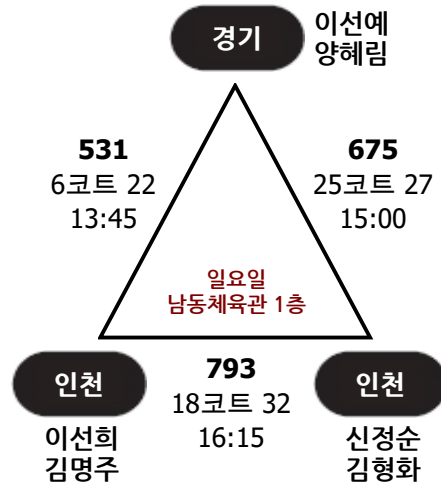 경기
이선예
양혜림
531
6코트 22
13:45
675
25코트 27
15:00
일요일
남동체육관 1층
793
18코트 32
16:15
인천
이선희
김명주
인천
신정순
김형화